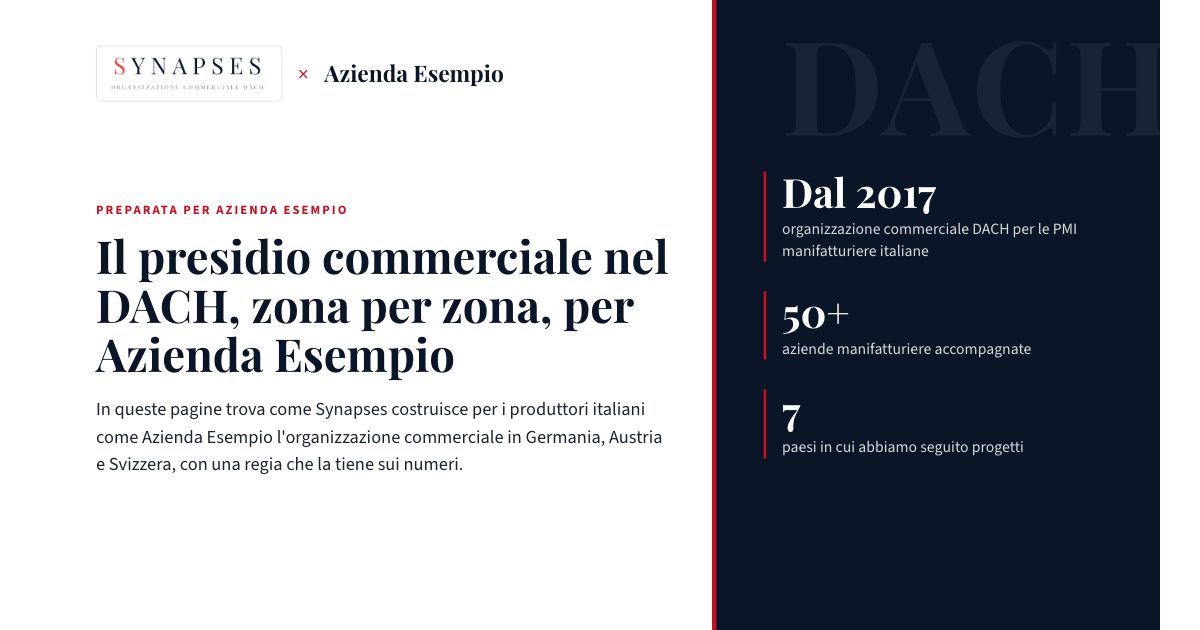 SYNAPSES
ORGANIZZAZIONE COMMERCIALE DACH
× Azienda Esempio
PREPARATA PER AZIENDA ESEMPIO
Il presidio commerciale nel
DACH, zona per zona, per
Azienda Esempio
In queste pagine trova come Synapses costruisce per i produttori italiani
come Azienda Esempio l'organizzazione commerciale in Germania, Austria
e Svizzera, con una regia che la tiene sui numeri.
DACH
Dal 2017
organizzazione commerciale DACH per le PMI
manifatturiere italiane
50+
aziende manifatturiere accompagnate
7
paesi in cui abbiamo seguito progetti